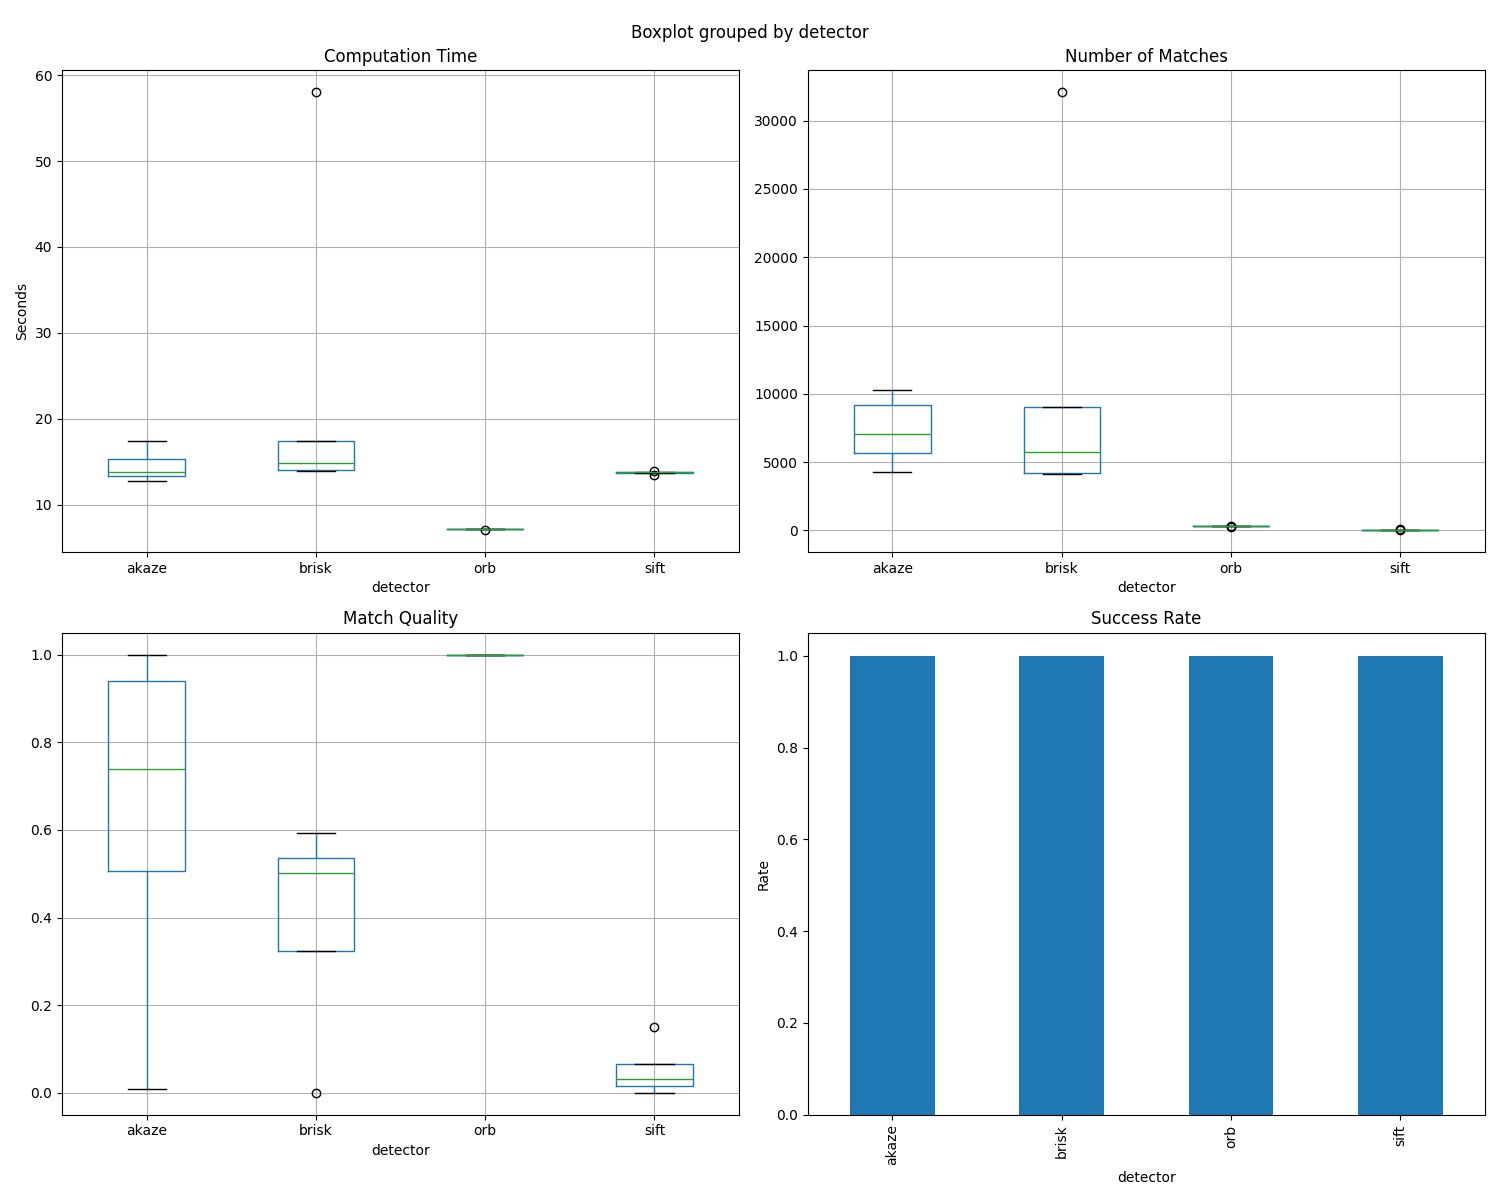 Boxplot grouped by detector
Computation Time
60
50
40
30
20
10
Seconds
akaze brisk orb sift
detector
Number of Matches
30000
25000
20000
15000
10000
5000
0
akaze brisk orb sift
detector
Match Quality
1.0
0.8
0.6
0.4
0.2
0.0
akaze brisk orb sift
detector
Success Rate
1.0
0.8
0.6
0.4
0.2
0.0
Rate
akaze brisk orb sift
detector